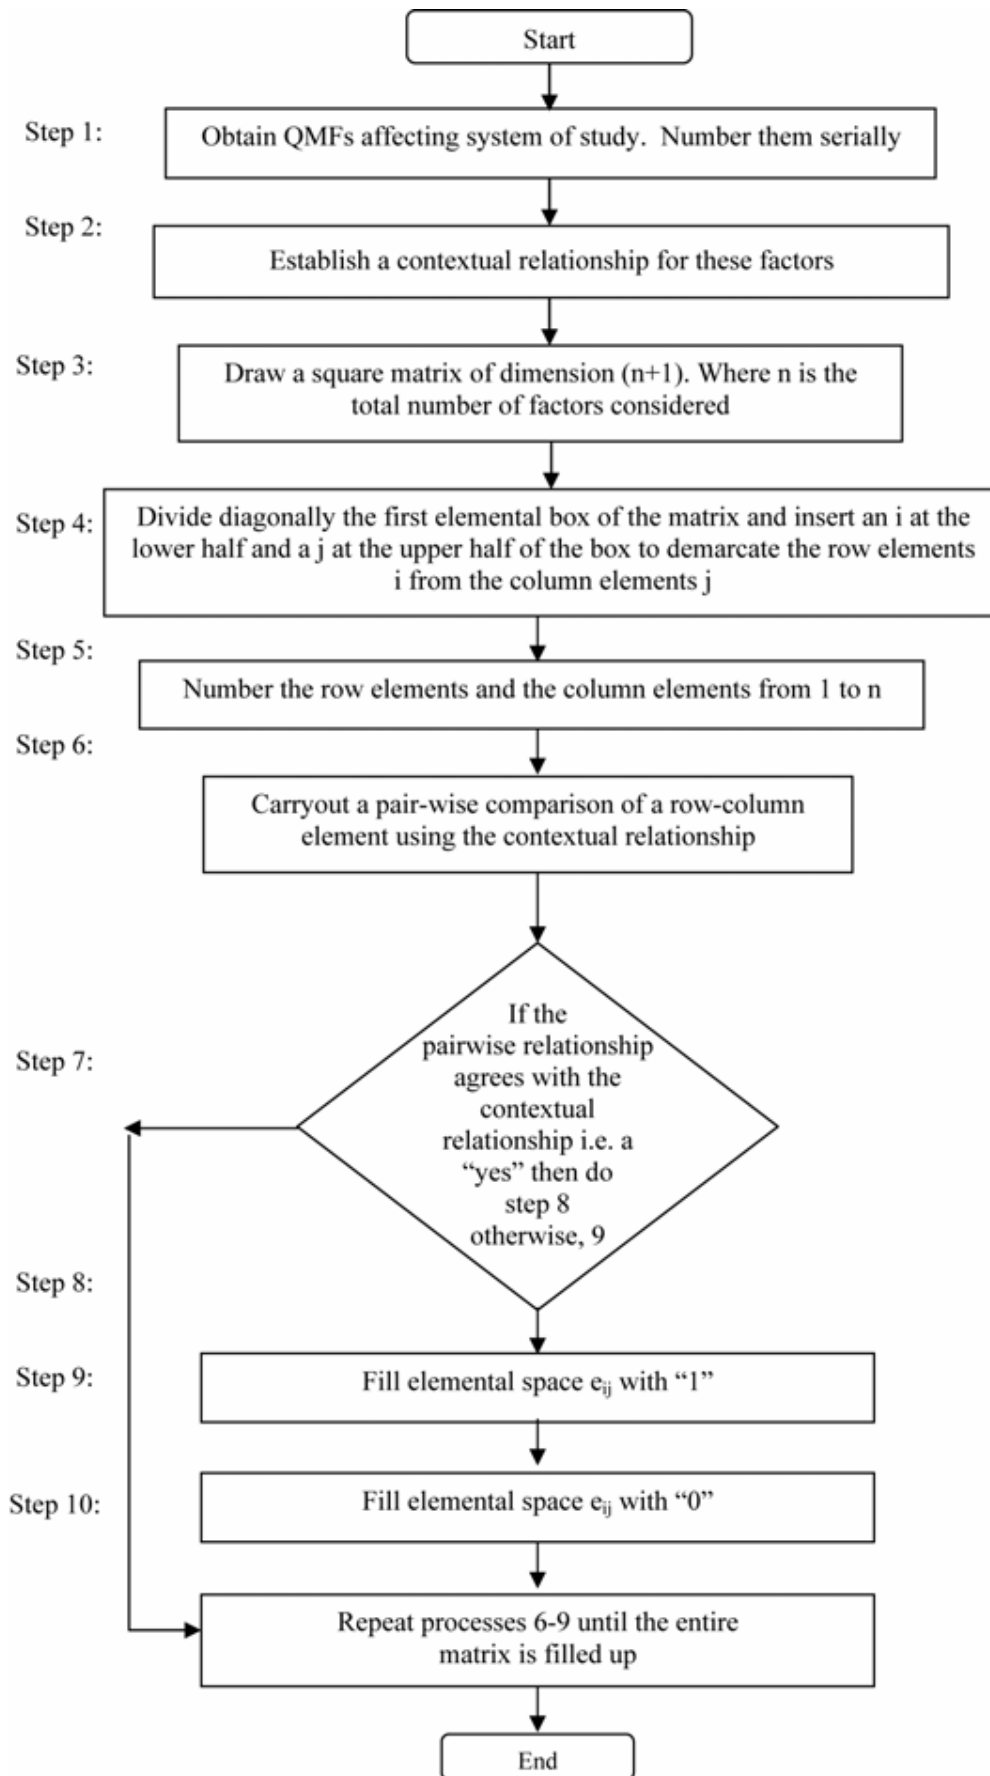 Start
Step 1:
Obtain QMFs affecting system of study.  Number them serially
Step 2:
Establish a contextual relationship for these factors
Step 3:
Draw a square matrix of dimension (n+1). Where n is the
total number of factors considered
Step 4:
Divide diagonally the first elemental box of the matrix and insert an i at the
lower half and a j at the upper half of the box to demarcate the row elements
i from the column elements j
Step 5:
Number the row elements and the column elements from 1 to n
Step 6:
Carryout a pair-wise comparison of a row-column
element using the contextual relationship
Step 7:
If the
pairwise relationship
agrees with the
contextual
relationship i.e. a
“yes” then do
step 8
otherwise, 9
Step 8:
Step 9:
Fill elemental space eij with “1”
Step 10:
Fill elemental space eij with “0”
Repeat processes 6-9 until the entire
matrix is filled up
End